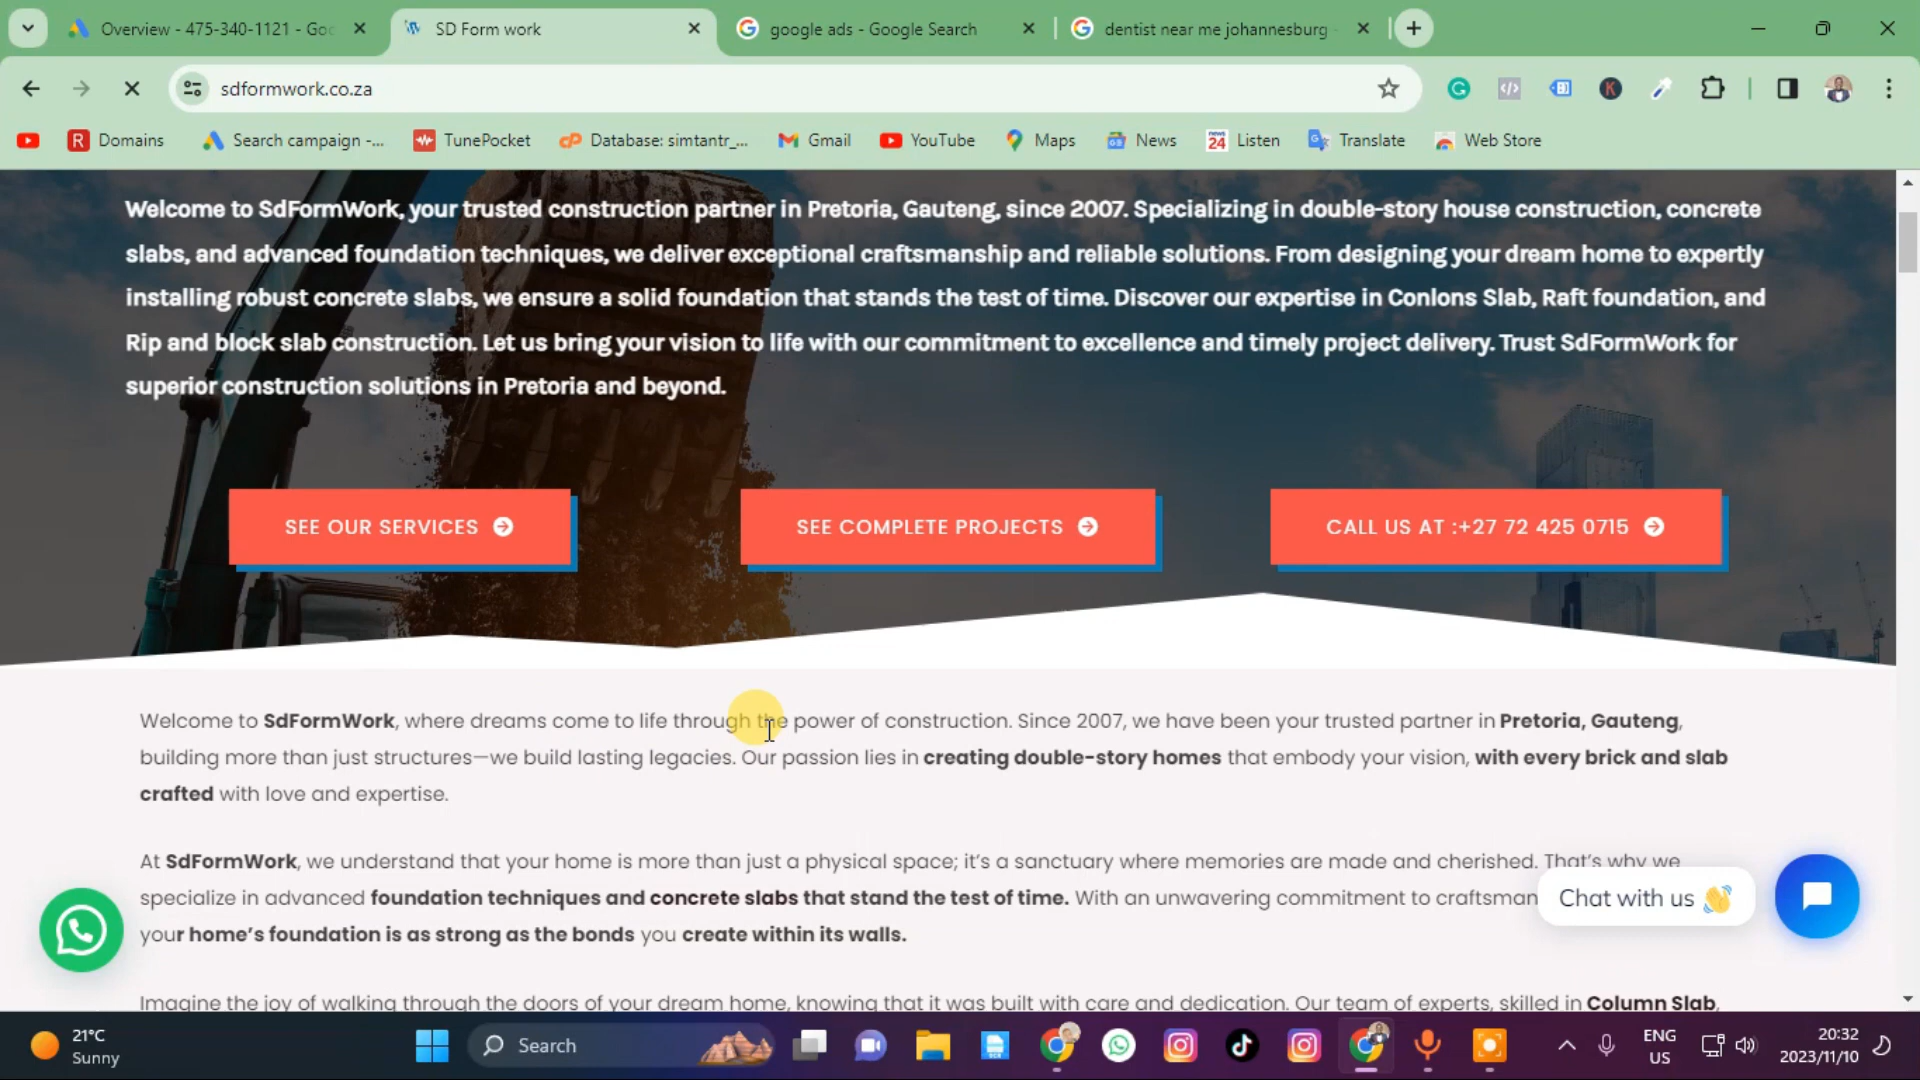 Overview - 475-340-1121 - Goo
SD Form work
google ads - Google Search
dentist near me johannesburg -
sdformwork.co.za
Domains
Search campaign -...
TunePocket
Database: simtantr_...
Gmail
YouTube
Maps
News
Listen
Translate
Web Store
Welcome to SdFormWork, your trusted construction partner in Pretoria, Gauteng, since 2007. Specializing in double-story house construction, concrete
slabs, and advanced foundation techniques, we deliver exceptional craftsmanship and reliable solutions. From designing your dream home to expertly
installing robust concrete slabs, we ensure a solid foundation that stands the test of time. Discover our expertise in Conlons Slab, Raft foundation, and
Rip and block slab construction. Let us bring your vision to life with our commitment to excellence and timely project delivery. Trust SdFormWork for
superior construction solutions in Pretoria and beyond.
SEE OUR SERVICES
SEE COMPLETE PROJECTS
CALL US AT :+27 72 425 0715
Welcome to SdFormWork, where dreams come to life through the power of construction. Since 2007, we have been your trusted partner in Pretoria, Gauteng,
building more than just structures—we build lasting legacies. Our passion lies in creating double-story homes that embody your vision, with every brick and slab
crafted with love and expertise.
At SdFormWork, we understand that your home is more than just a physical space; it's a sanctuary where memories are made and cherished. That's why we
specialize in advanced foundation techniques and concrete slabs that stand the test of time. With an unwavering commitment to craftsman
your home's foundation is as strong as the bonds you create within its walls.
Chat with us 👋
Imagine the joy of walking through the doors of your dream home, knowing that it was built with care and dedication. Our team of experts, skilled in Column Slab,
21°C
Sunny
Search
ENG
US
20:32
2023/11/10